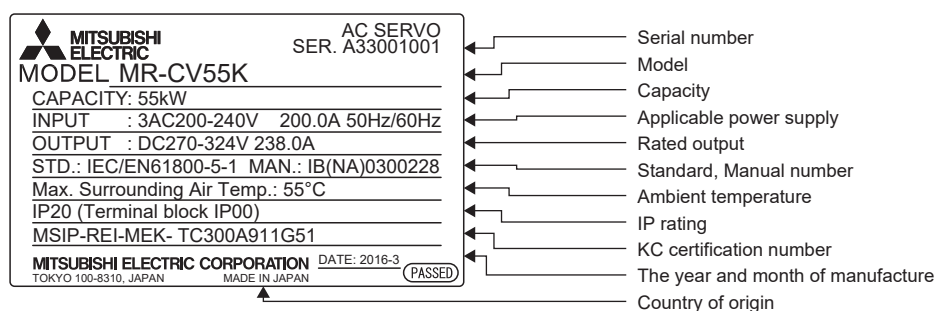 MITSUBISHI
ELECTRIC
AC SERVO
SER. A33001001
MODEL MR-CV55K
CAPACITY: 55kW
INPUT : 3AC200-240V 200.0A 50Hz/60Hz
OUTPUT : DC270-324V 238.0A
STD.: IEC/EN61800-5-1 MAN.: IB(NA)0300228
Max. Surrounding Air Temp.: 55°C
IP20 (Terminal block IP00)
MSIP-REI-MEK- TC300A911G51
MITSUBISHI ELECTRIC CORPORATION DATE: 2016-3
TOKYO 100-8310, JAPAN MADE IN JAPAN PASSED
Serial number
Model
Capacity
Applicable power supply
Rated output
Standard, Manual number
Ambient temperature
IP rating
KC certification number
The year and month of manufacture
Country of origin